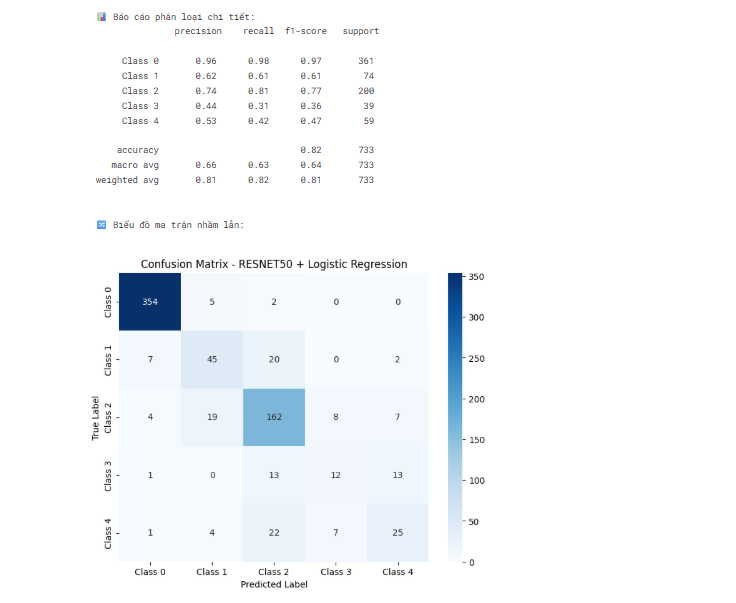 📊 Báo cáo phân loại chi tiết:
precision recall f1-score support
Class 0 0.96 0.98 0.97 361
Class 1 0.62 0.61 0.61 74
Class 2 0.74 0.81 0.77 200
Class 3 0.44 0.31 0.36 39
Class 4 0.53 0.42 0.47 59
accuracy 0.82 733
macro avg 0.66 0.63 0.64 733
weighted avg 0.81 0.82 0.81 733
🔀 Biểu đồ ma trận nhầm lẫn:
Confusion Matrix - RESNET50 + Logistic Regression
True Label
Class 0 354 5 2 0 0
Class 1 7 45 20 0 2
Class 2 4 19 162 8 7
Class 3 1 0 13 12 13
Class 4 1 4 22 7 25
Class 0 Class 1 Class 2 Class 3 Class 4
Predicted Label
350
300
250
200
150
100
50
0